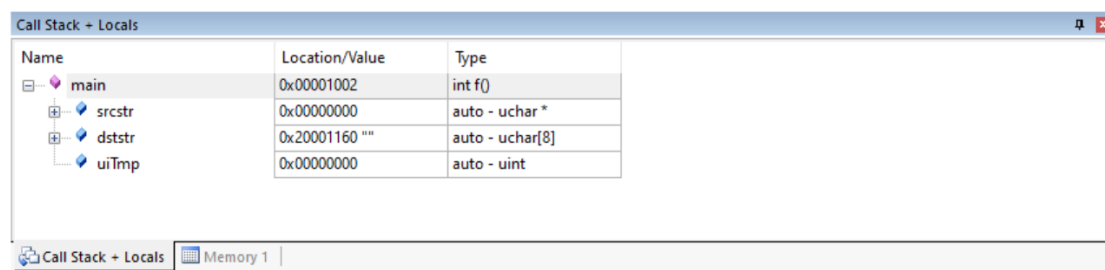 Call Stack + Locals
Name Location/Value Type
main 0x00001002 int f()
srcstr 0x00000000 auto - uchar *
dststr 0x20001160 "" auto - uchar[8]
uiTmp 0x00000000 auto - uint
Call Stack + Locals Memory 1